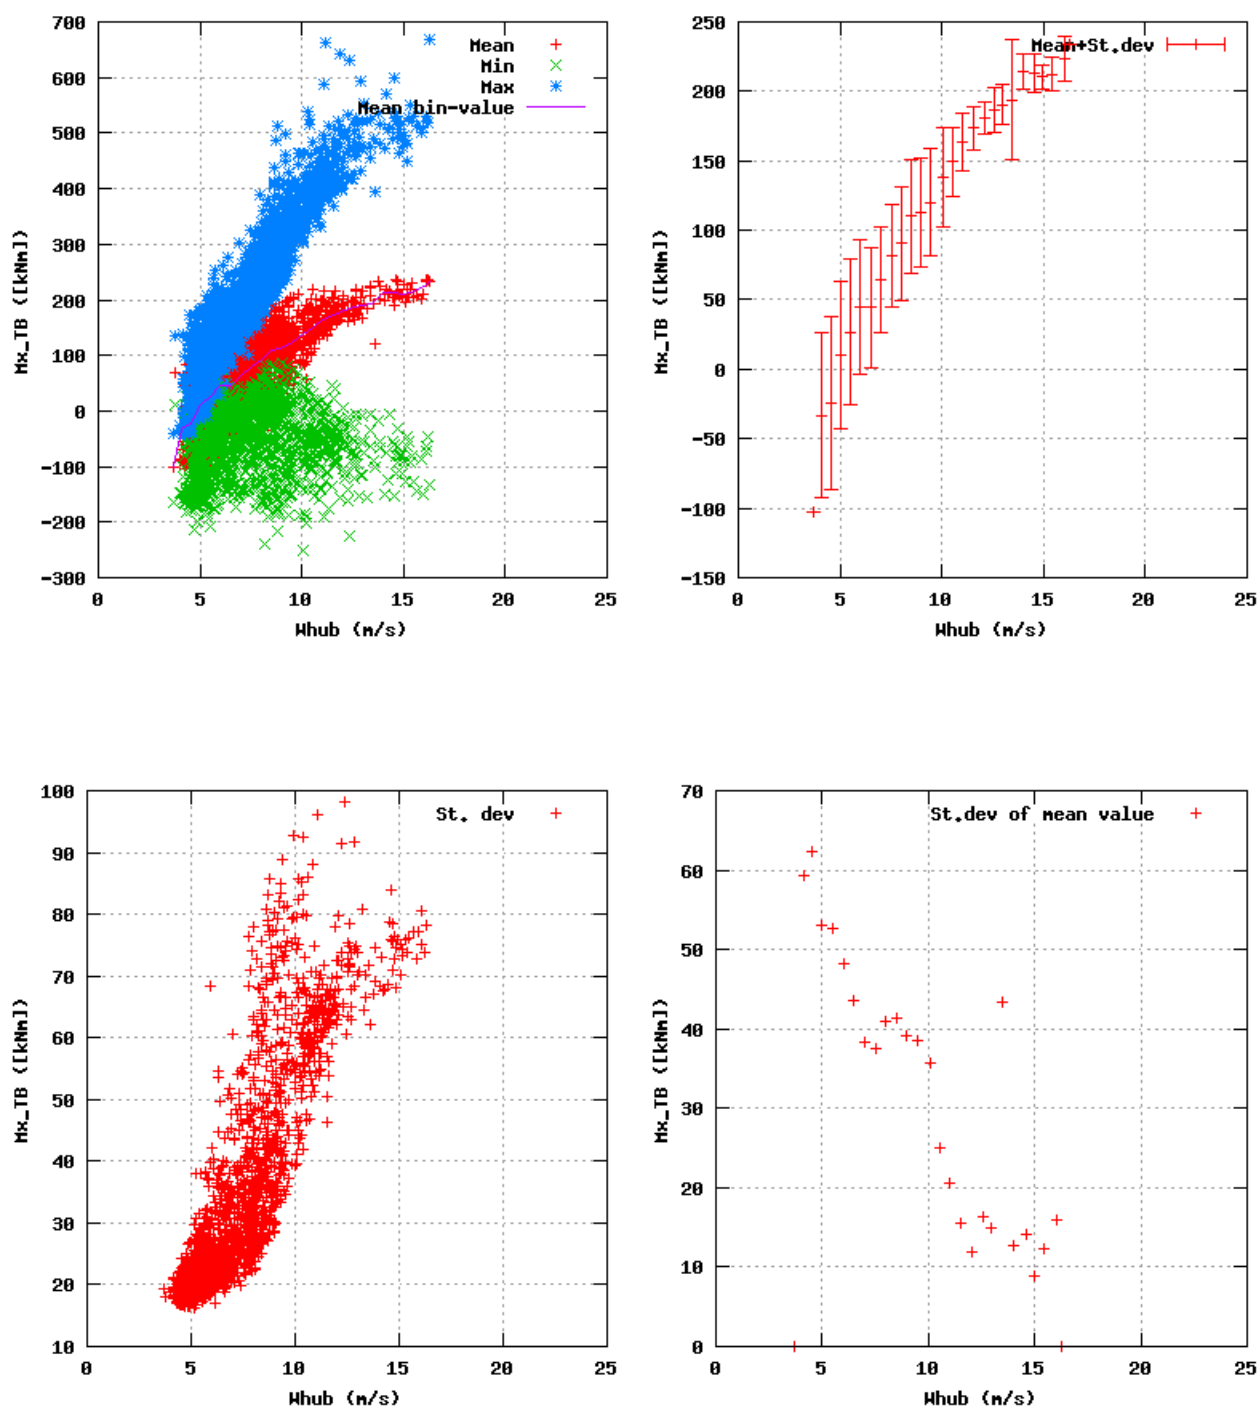 700
600
500
400
300
200
100
0
-100
-200
-300
Mx_TB ([kNm])
Mean
Min
Max
Mean bin-value
0 5 10 15 20 25
Whub (m/s)
250
200
150
100
50
0
-50
-100
-150
Mx_TB ([kNm])
Mean+St.dev
0 5 10 15 20 25
Whub (m/s)
100
90
80
70
60
50
40
30
20
10
Mx_TB ([kNm])
St. dev
0 5 10 15 20 25
Whub (m/s)
70
60
50
40
30
20
10
0
Mx_TB ([kNm])
St.dev of mean value
0 5 10 15 20 25
Whub (m/s)